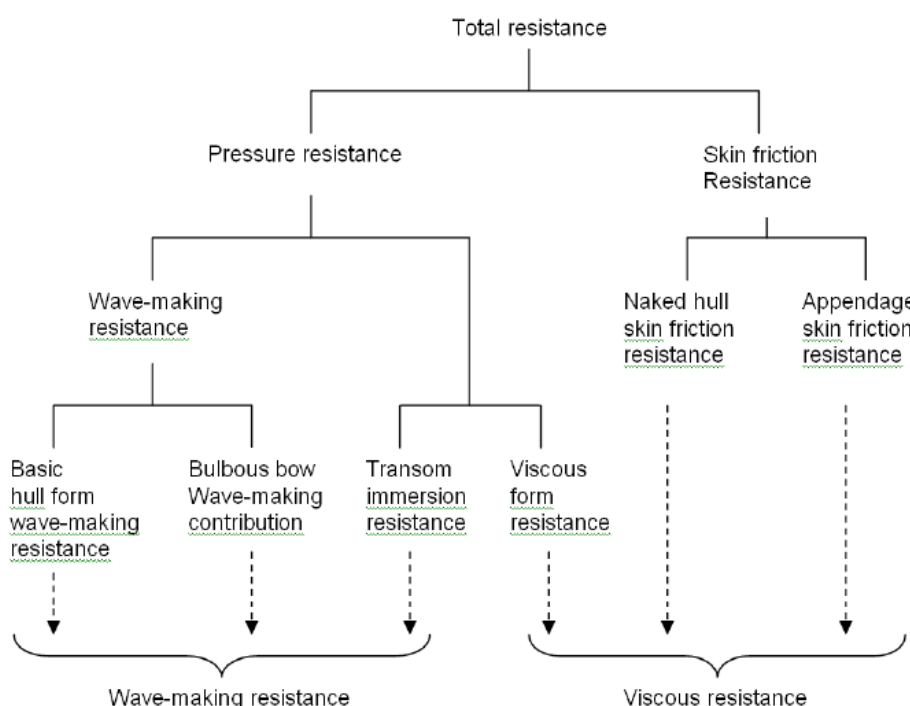 Total resistance
Pressure resistance
Skin friction
Resistance
Wave-making
resistance
Naked hull
skin friction
resistance
Appendage
skin friction
resistance
Basic
hull form
wave-making
resistance
Bulbous bow
Wave-making
contribution
Transom
immersion
resistance
Viscous
form
resistance
Wave-making resistance
Viscous resistance